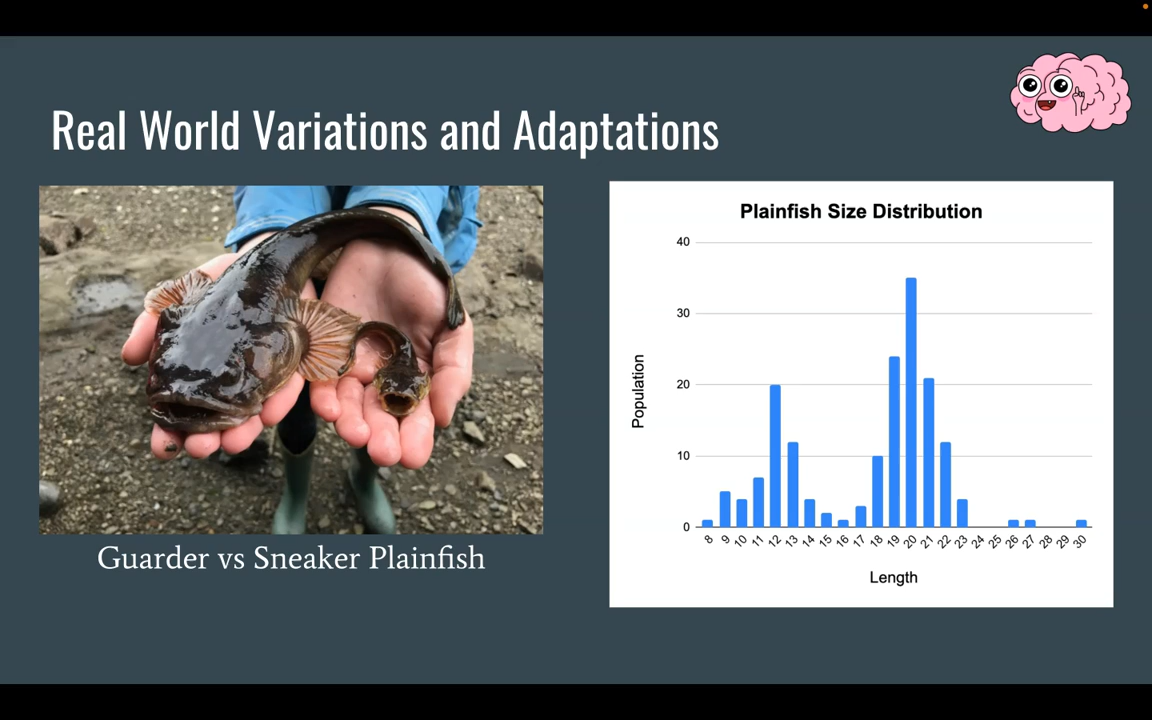 Real World Variations and Adaptations
Guarder vs Sneaker Plainfish
Plainfish Size Distribution
Population
40
30
20
10
0
8 9 10 11 12 13 14 15 16 17 18 19 20 21 22 23 24 25 26 27 28 29 30
Length